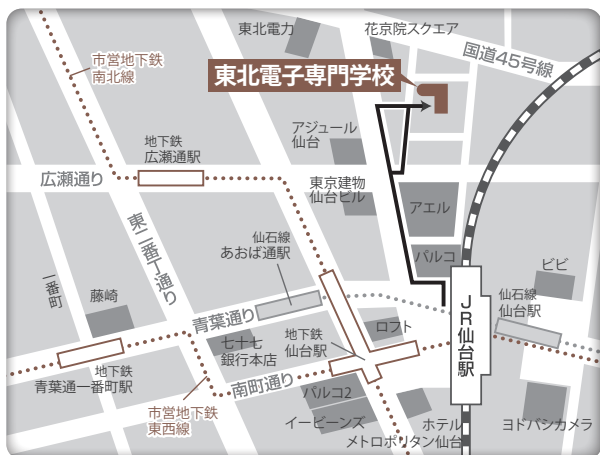 東北電力
花京院スクエア
国道45号線
市営地下鉄
南北線
東北電子専門学校
アジュール
仙台
地下鉄
広瀬通駅
広瀬通り
東京建物
仙台ビル
アエル
東二番丁通り
仙石線
あおば通駅
パルコ
ビビ
一番町
藤崎
青葉通り
JR仙台駅
仙石線
仙台駅
ロフト
地下鉄
仙台駅
七十七
銀行本店
地下鉄
青葉通一番町駅
南町通り
パルコ2
市営地下鉄
東西線
イービーンズ
ホテル
メトロポリタン仙台
ヨドバシカメラ